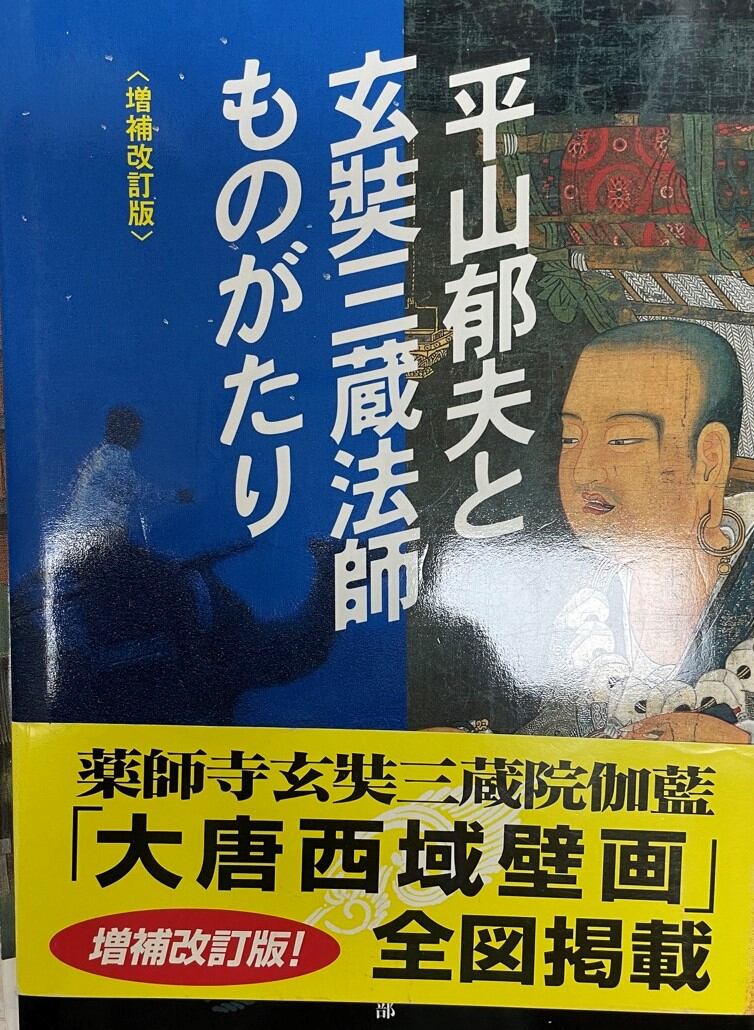 平山郁夫と
玄奘三蔵法師
ものがたり
〈増補改訂版〉
薬師寺玄奘三蔵院伽藍
「大唐西域壁画」
増補改訂版!
全図掲載
部